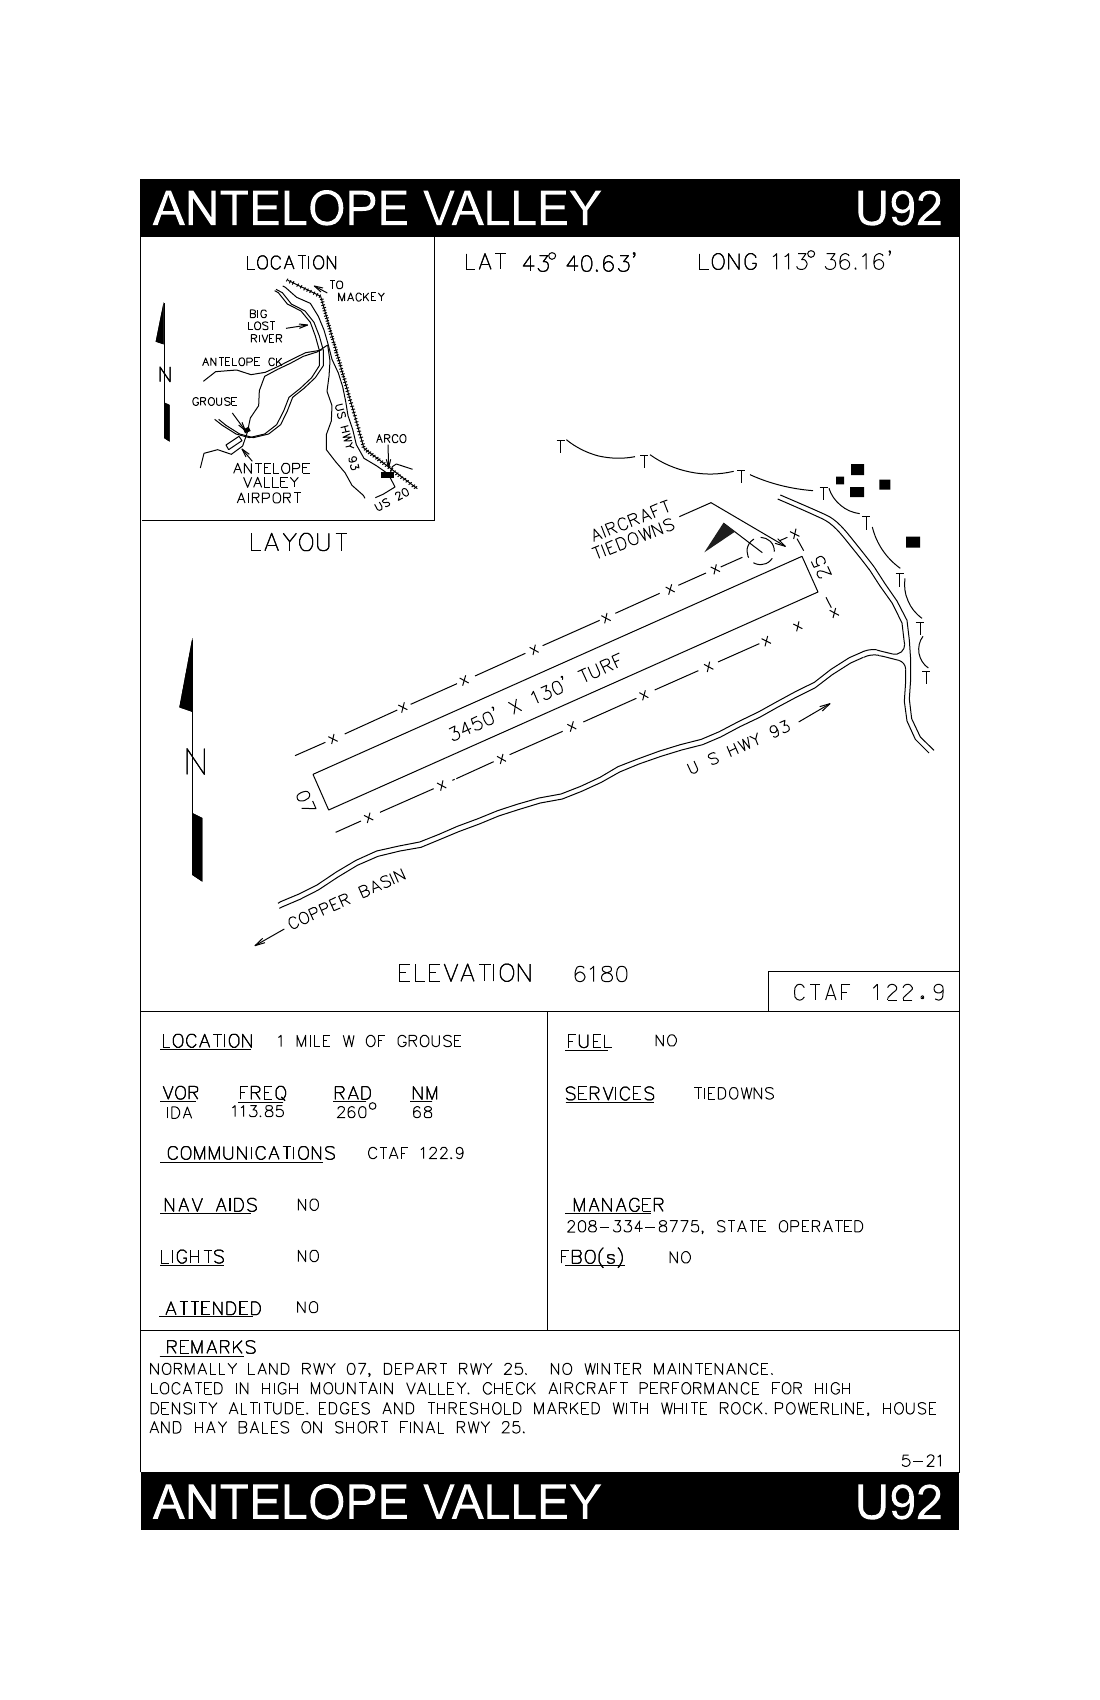 ANTELOPE VALLEY U92
LOCATION
LAT 43° 40.63' LONG 113° 36.16'
TO
MACKEY
BIG
LOST
RIVER
N
ANTELOPE CK
GROUSE
US HWY 93
ARCO
ANTELOPE
VALLEY
AIRPORT
US 20
LAYOUT
T
T
T
T
T
T
T
T
AIRCRAFT
TIEDOWNS
25
3450' X 130' TURF
07
N
U S HWY 93
COPPER BASIN
ELEVATION 6180
CTAF 122.9
LOCATION 1 MILE W OF GROUSE
VOR FREQ RAD NM
IDA 113.85 260° 68
COMMUNICATIONS CTAF 122.9
NAV AIDS NO
LIGHTS NO
ATTENDED NO
FUEL NO
SERVICES TIEDOWNS
MANAGER
208-334-8775, STATE OPERATED
FBO(s) NO
REMARKS
NORMALLY LAND RWY 07, DEPART RWY 25. NO WINTER MAINTENANCE.
LOCATED IN HIGH MOUNTAIN VALLEY. CHECK AIRCRAFT PERFORMANCE FOR HIGH
DENSITY ALTITUDE. EDGES AND THRESHOLD MARKED WITH WHITE ROCK. POWERLINE, HOUSE
AND HAY BALES ON SHORT FINAL RWY 25.
5-21
ANTELOPE VALLEY U92